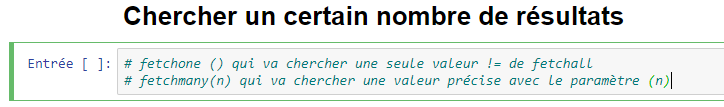 Chercher un certain nombre de résultats
Entrée [ ]: # fetchone () qui va chercher une seule valeur != de fetchall
# fetchmany(n) qui va chercher une valeur précise avec le paramètre (n)